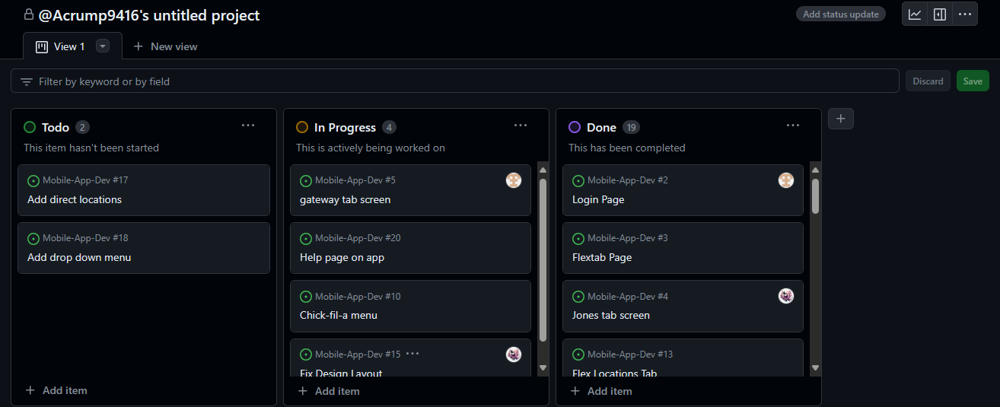 @Acrump9416's untitled project
Add status update
View 1
New view
Filter by keyword or by field
Discard
Save
Todo 2
This item hasn't been started
Mobile-App-Dev #17
Add direct locations
Mobile-App-Dev #18
Add drop down menu
+ Add item
In Progress 4
This is actively being worked on
Mobile-App-Dev #5
gateway tab screen
Mobile-App-Dev #20
Help page on app
Mobile-App-Dev #10
Chick-fil-a menu
Mobile-App-Dev #15 ...
Fix Design Layout
+ Add item
Done 19
This has been completed
Mobile-App-Dev #2
Login Page
Mobile-App-Dev #3
Flextab Page
Mobile-App-Dev #4
Jones tab screen
Mobile-App-Dev #13
Flex Locations Tab
+ Add item